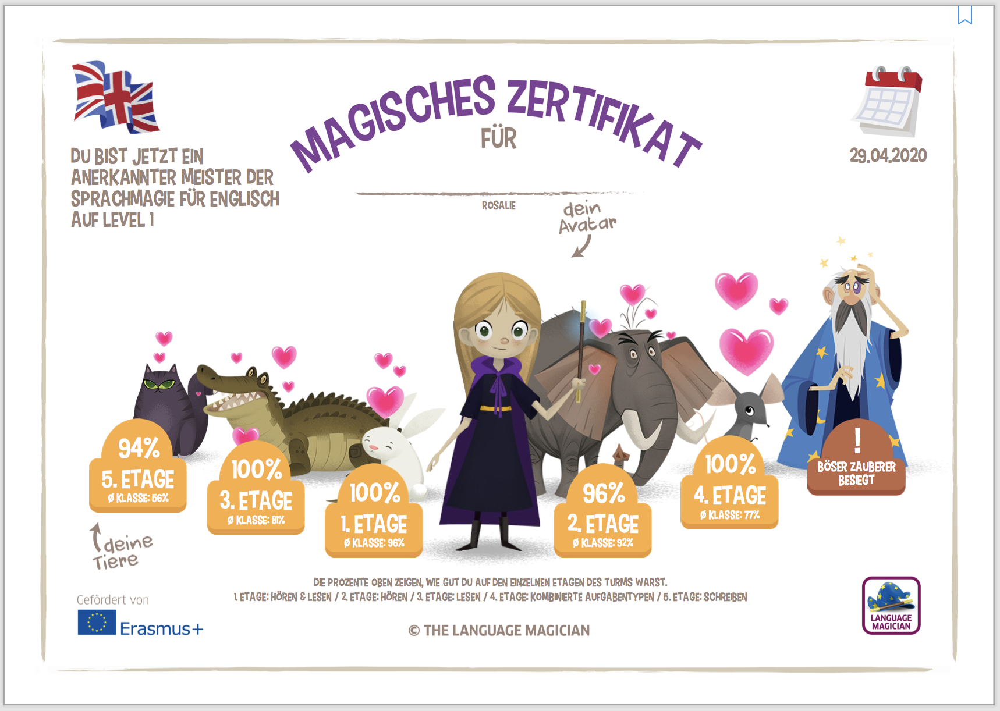 MAGISCHES ZERTIFIKAT
FÜR
ROSALIE
DU BIST JETZT EIN
ANERKANNTER MEISTER DER
SPRACHMAGIE FÜR ENGLISCH
AUF LEVEL 1
29.04.2020
dein
Avatar
94%
5. ETAGE
Ø KLASSE: 56%
100%
3. ETAGE
Ø KLASSE: 81%
100%
1. ETAGE
Ø KLASSE: 96%
96%
2. ETAGE
Ø KLASSE: 92%
100%
4. ETAGE
Ø KLASSE: 77%
!
BÖSER ZAUBERER
BESIEGT
deine
Tiere
DIE PROZENTE OBEN ZEIGEN, WIE GUT DU AUF DEN EINZELNEN ETAGEN DES TURMS WARST.
1. ETAGE: HÖREN & LESEN / 2. ETAGE: HÖREN / 3. ETAGE: LESEN / 4. ETAGE: KOMBINIERTE AUFGABENTYPEN / 5. ETAGE: SCHREIBEN
Gefördert von
Erasmus+
© THE LANGUAGE MAGICIAN
LANGUAGE
MAGICIAN